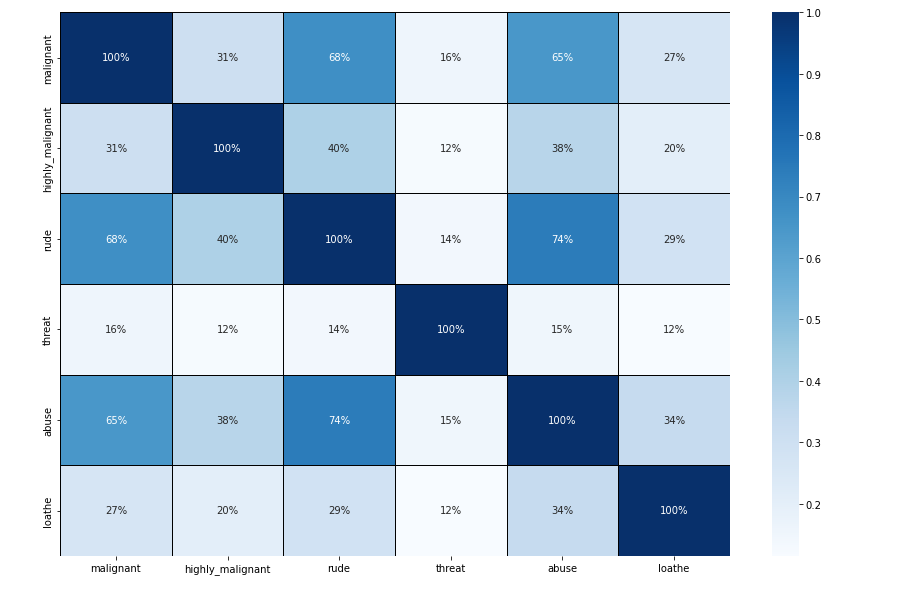 malignant 100% 31% 68% 16% 65% 27%
highly_malignant 31% 100% 40% 12% 38% 20%
rude 68% 40% 100% 14% 74% 29%
threat 16% 12% 14% 100% 15% 12%
abuse 65% 38% 74% 15% 100% 34%
loathe 27% 20% 29% 12% 34% 100%
malignant highly_malignant rude threat abuse loathe
1.0
0.9
0.8
0.7
0.6
0.5
0.4
0.3
0.2